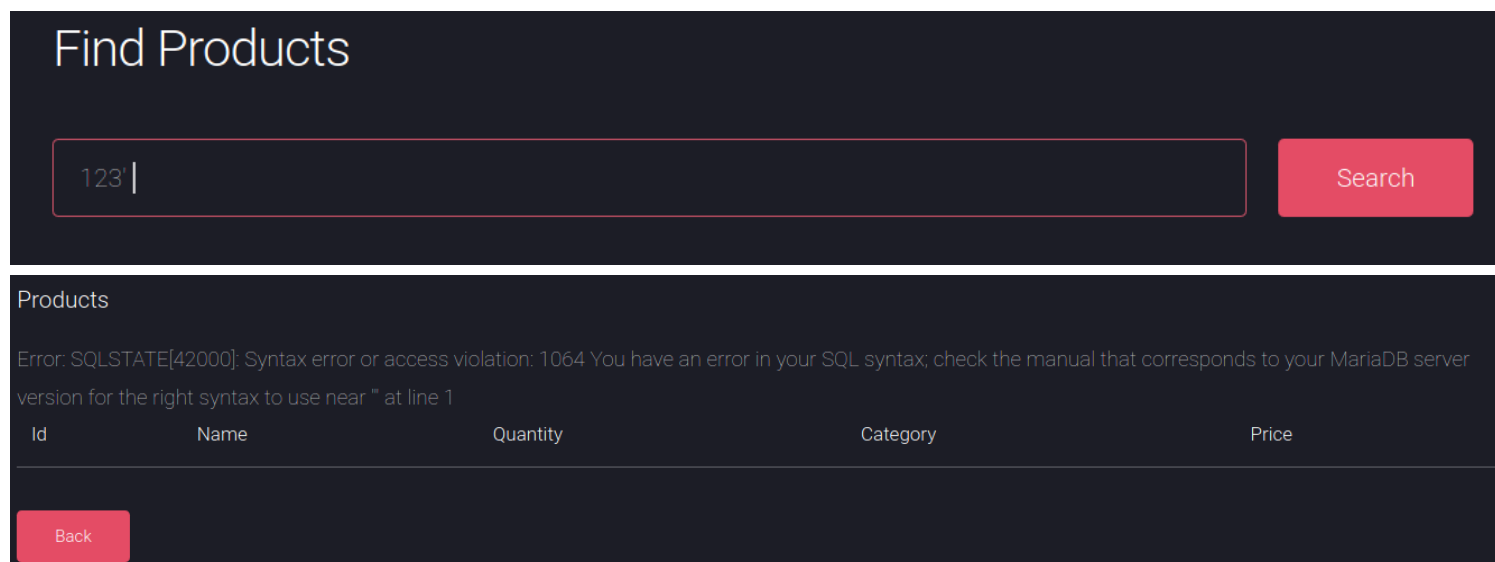 Find Products
123'
Search
Products
Error: SQLSTATE[42000]: Syntax error or access violation: 1064 You have an error in your SQL syntax; check the manual that corresponds to your MariaDB server
version for the right syntax to use near ''' at line 1
Id Name Quantity Category Price
Back